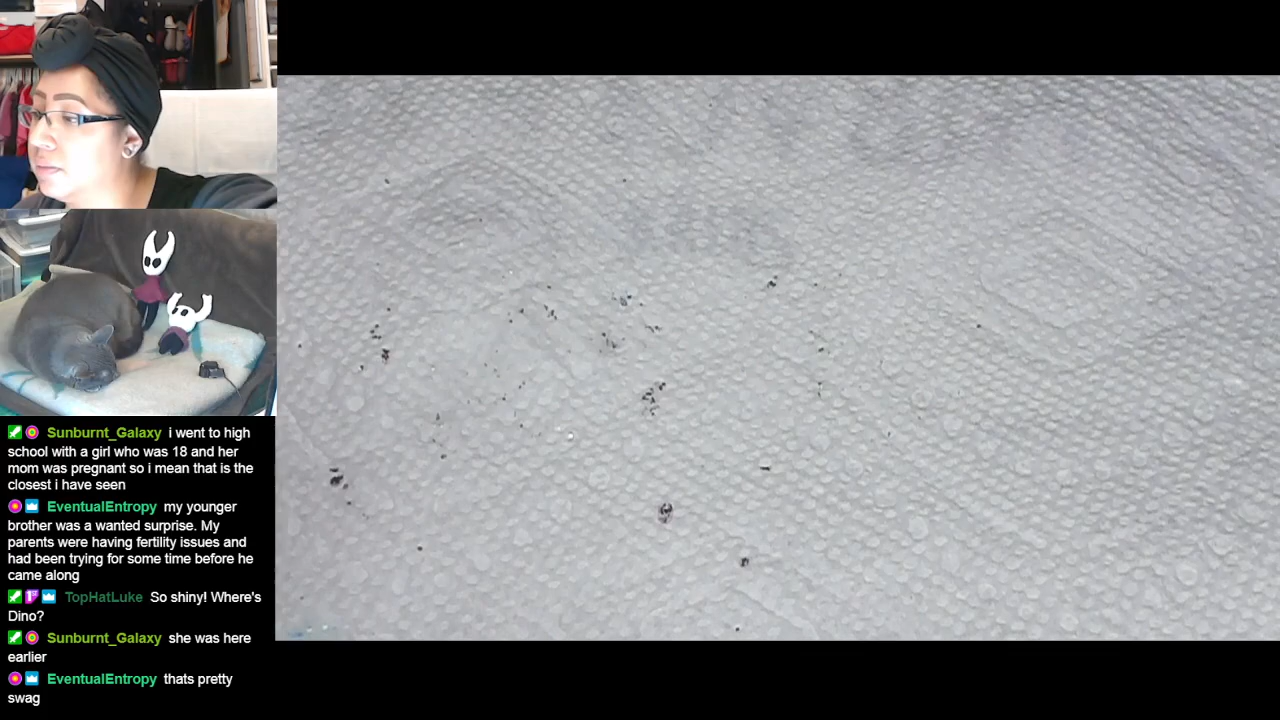 Sunburnt_Galaxy i went to high
school with a girl who was 18 and her
mom was pregnant so i mean that is the
closest i have seen
EventualEntropy my younger
brother was a wanted surprise. My
parents were having fertility issues and
had been trying for some time before he
came along
TopHatLuke So shiny! Where's
Dino?
Sunburnt_Galaxy she was here
earlier
EventualEntropy thats pretty
swag